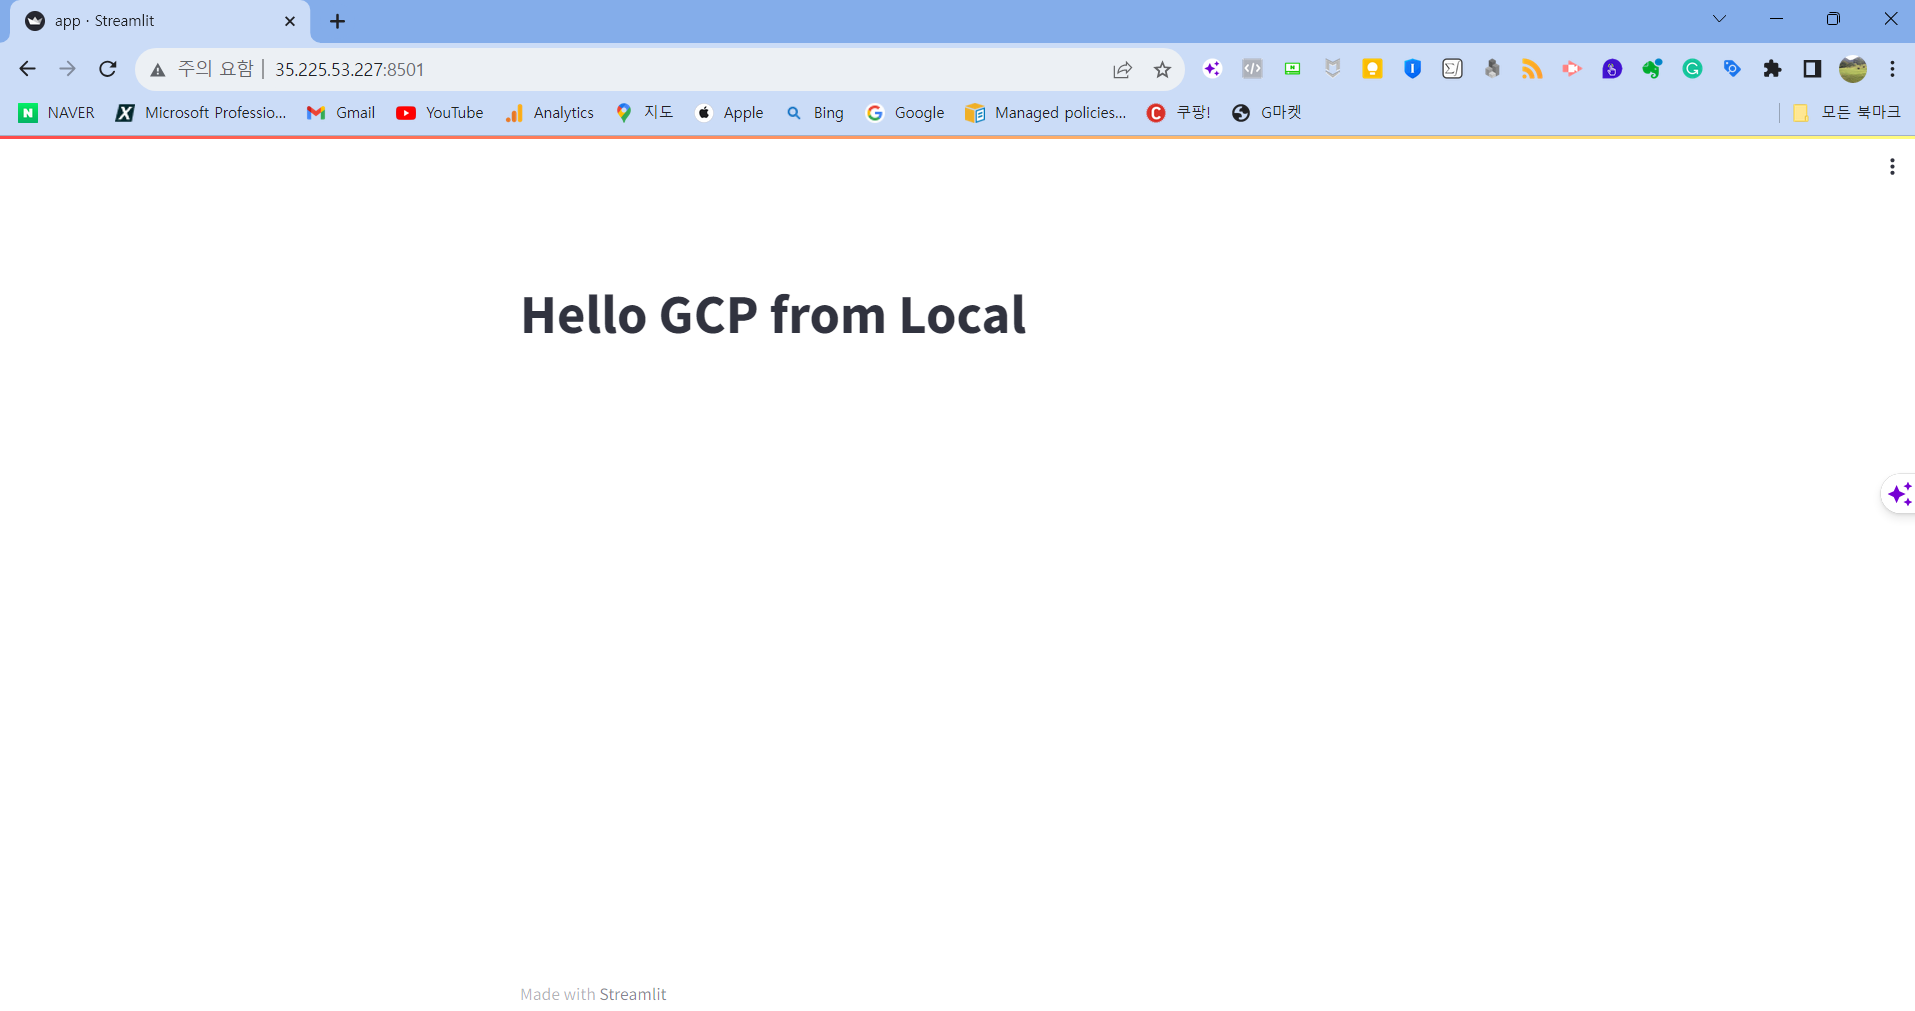 app · Streamlit
주의 요함 35.225.53.227:8501
NAVER Microsoft Professio... Gmail YouTube Analytics 지도 Apple Bing Google Managed policies... 쿠팡! G마켓 모든 북마크
Hello GCP from Local
Made with Streamlit